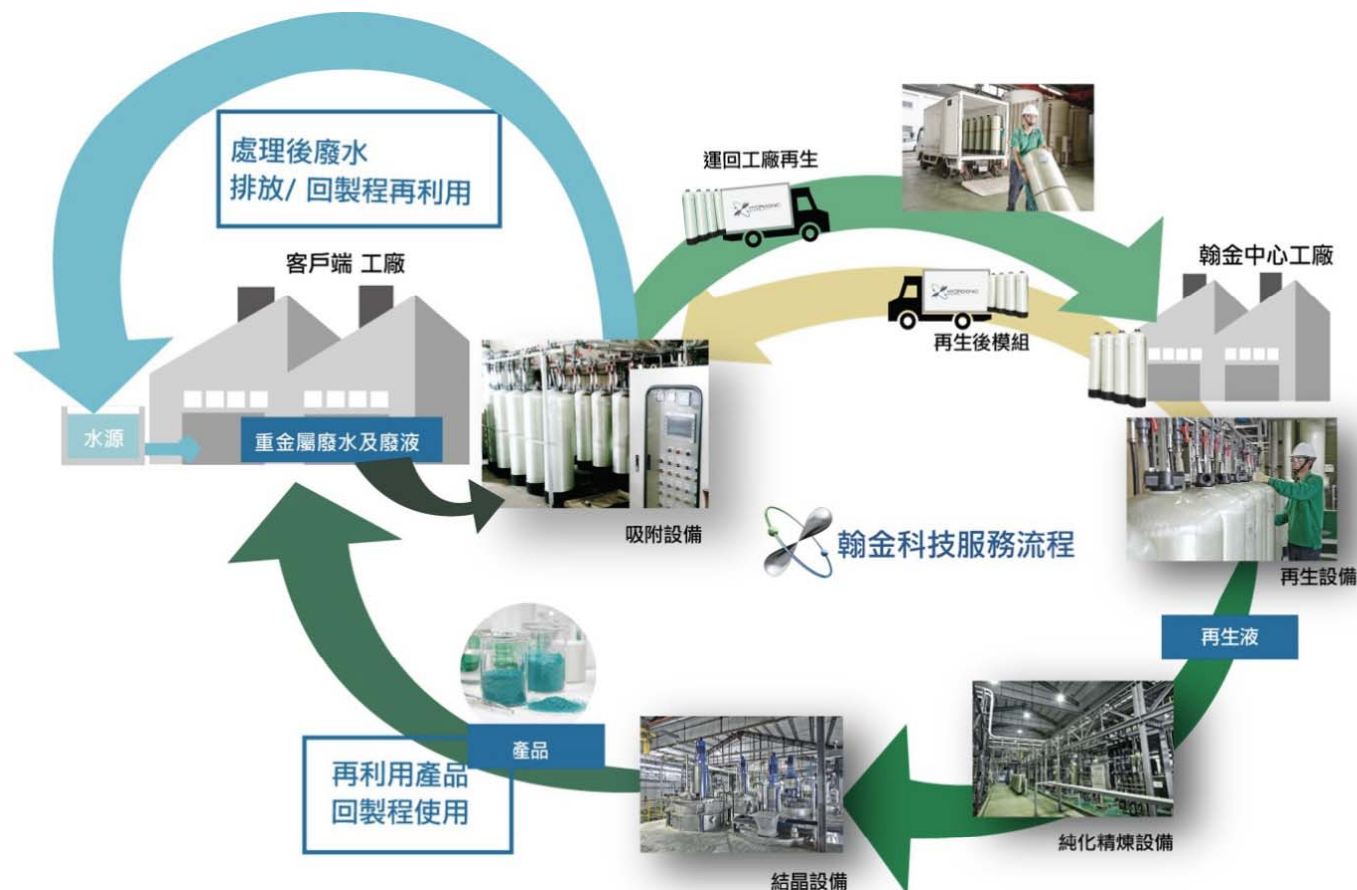 處理後廢水
排放/ 回製程再利用
運回工廠再生
客戶端 工廠
翰金中心工廠
再生後模組
水源
重金屬廢水及廢液
吸附設備
翰金科技服務流程
再生設備
再生液
產品
再利用產品
回製程使用
純化精煉設備
結晶設備